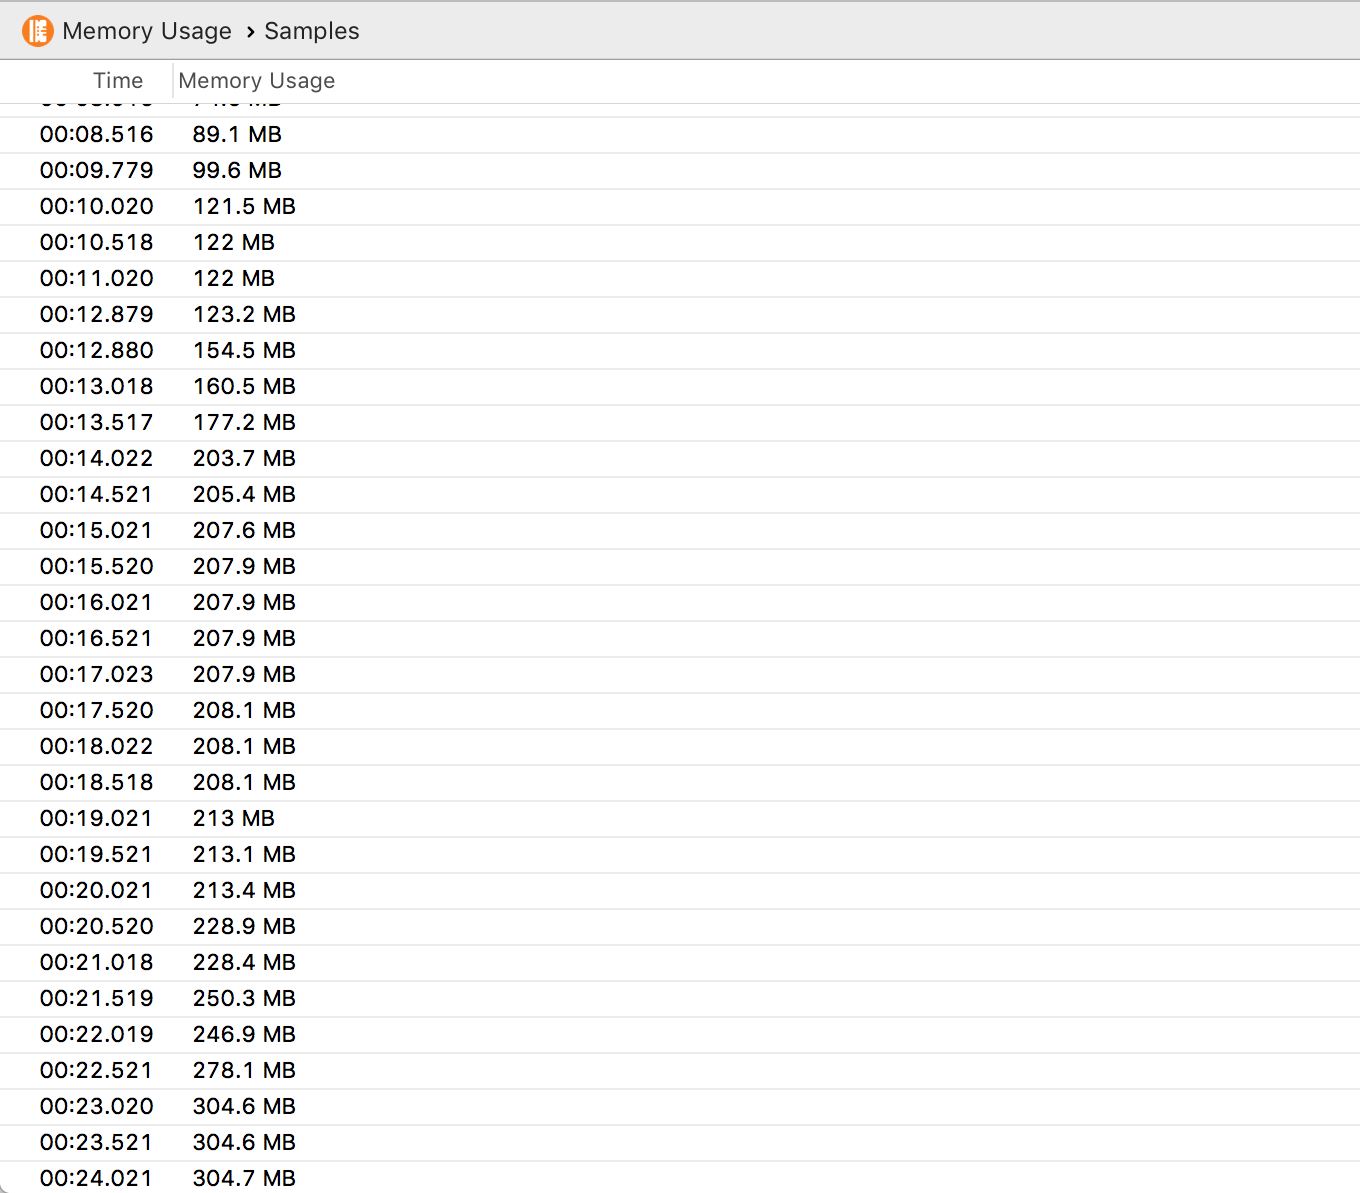 Memory Usage › Samples
Time Memory Usage
00:08.516 89.1 MB
00:09.779 99.6 MB
00:10.020 121.5 MB
00:10.518 122 MB
00:11.020 122 MB
00:12.879 123.2 MB
00:12.880 154.5 MB
00:13.018 160.5 MB
00:13.517 177.2 MB
00:14.022 203.7 MB
00:14.521 205.4 MB
00:15.021 207.6 MB
00:15.520 207.9 MB
00:16.021 207.9 MB
00:16.521 207.9 MB
00:17.023 207.9 MB
00:17.520 208.1 MB
00:18.022 208.1 MB
00:18.518 208.1 MB
00:19.021 213 MB
00:19.521 213.1 MB
00:20.021 213.4 MB
00:20.520 228.9 MB
00:21.018 228.4 MB
00:21.519 250.3 MB
00:22.019 246.9 MB
00:22.521 278.1 MB
00:23.020 304.6 MB
00:23.521 304.6 MB
00:24.021 304.7 MB